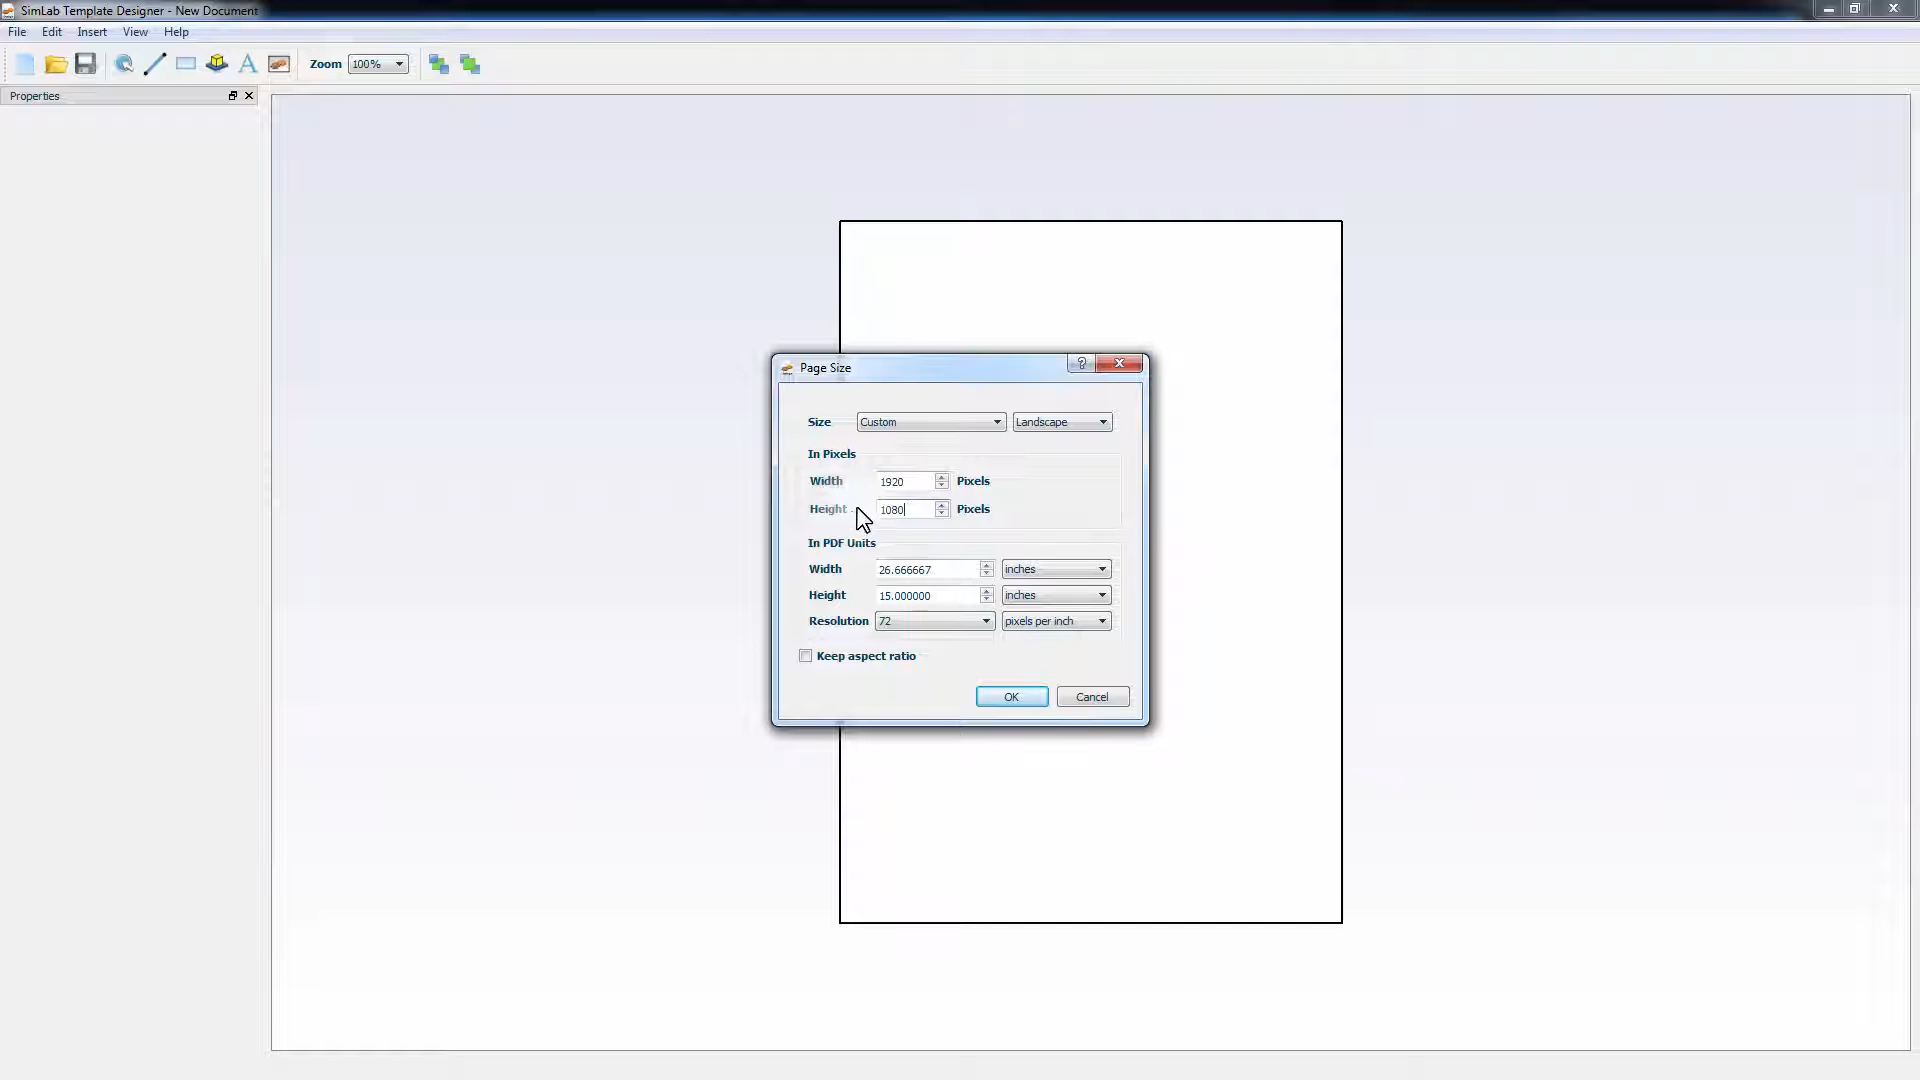 SimLab Template Designer - New Document
File Edit Insert View Help
Zoom 100%
Properties
Page Size
Size Custom Landscape
In Pixels
Width 1920 Pixels
Height 1080 Pixels
In PDF Units
Width 26.666667 inches
Height 15.000000 inches
Resolution 72 pixels per inch
Keep aspect ratio
OK Cancel